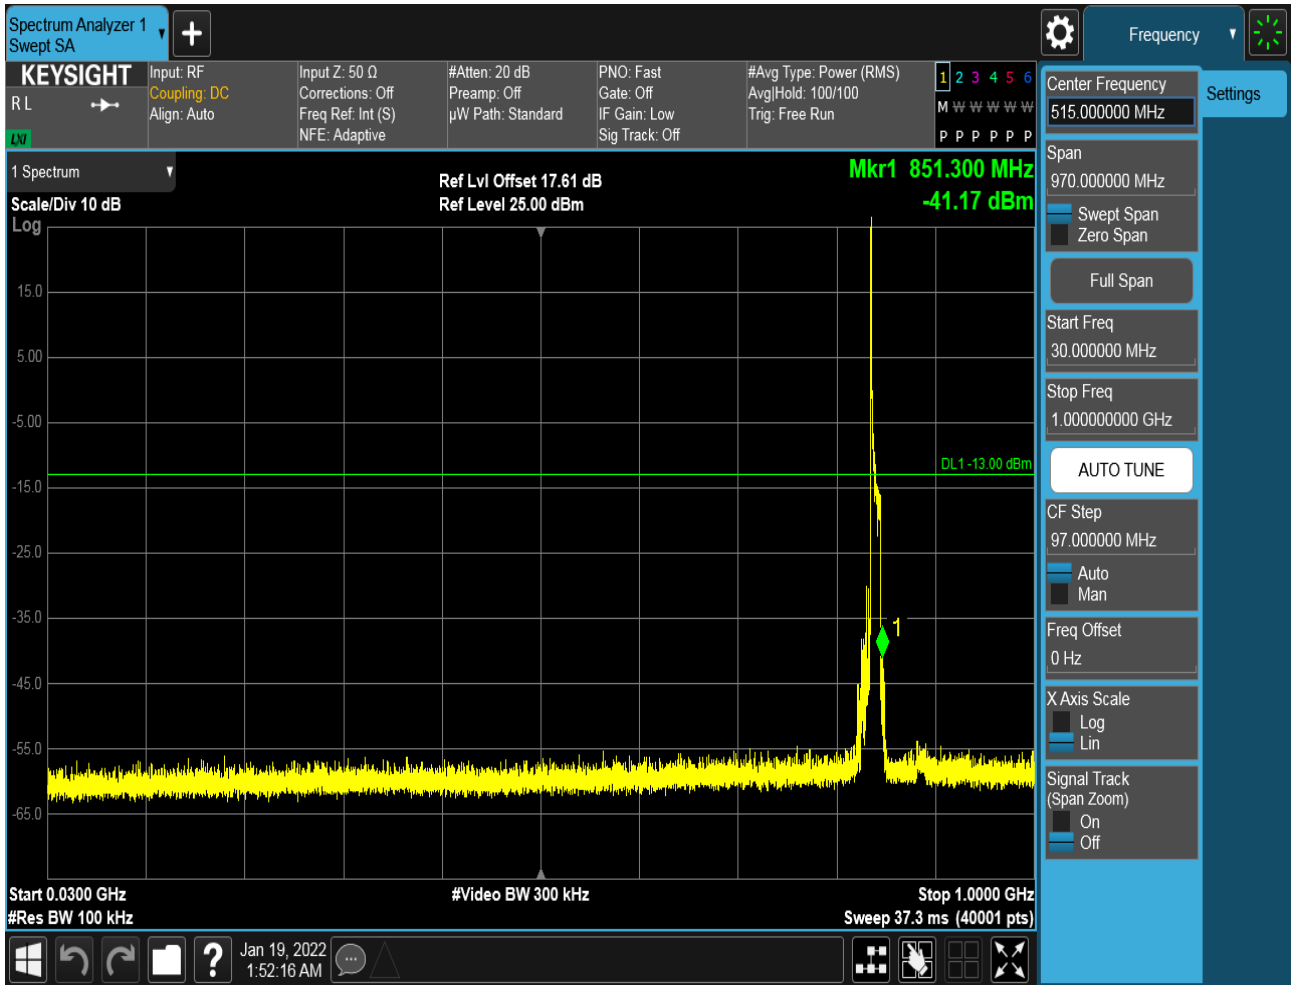 Spectrum Analyzer 1
Swept SA
Frequency
KEYSIGHT
R L
LXI
Input: RF
Coupling: DC
Align: Auto
Input Z: 50 Ω
Corrections: Off
Freq Ref: Int (S)
NFE: Adaptive
#Atten: 20 dB
Preamp: Off
µW Path: Standard
PNO: Fast
Gate: Off
IF Gain: Low
Sig Track: Off
#Avg Type: Power (RMS)
Avg|Hold: 100/100
Trig: Free Run
1 2 3 4 5 6
M W W W W W
P P P P P P
1 Spectrum
Scale/Div 10 dB
Log
Ref Lvl Offset 17.61 dB
Ref Level 25.00 dBm
Mkr1 851.300 MHz
-41.17 dBm
15.0
5.00
-5.00
DL1 -13.00 dBm
-15.0
-25.0
-35.0
1
-45.0
-55.0
-65.0
Start 0.0300 GHz
#Video BW 300 kHz
Stop 1.0000 GHz
#Res BW 100 kHz
Sweep 37.3 ms (40001 pts)
Center Frequency
515.000000 MHz
Settings
Span
970.000000 MHz
Swept Span
Zero Span
Full Span
Start Freq
30.000000 MHz
Stop Freq
1.000000000 GHz
AUTO TUNE
CF Step
97.000000 MHz
Auto
Man
Freq Offset
0 Hz
X Axis Scale
Log
Lin
Signal Track
(Span Zoom)
On
Off
?
Jan 19, 2022
1:52:16 AM